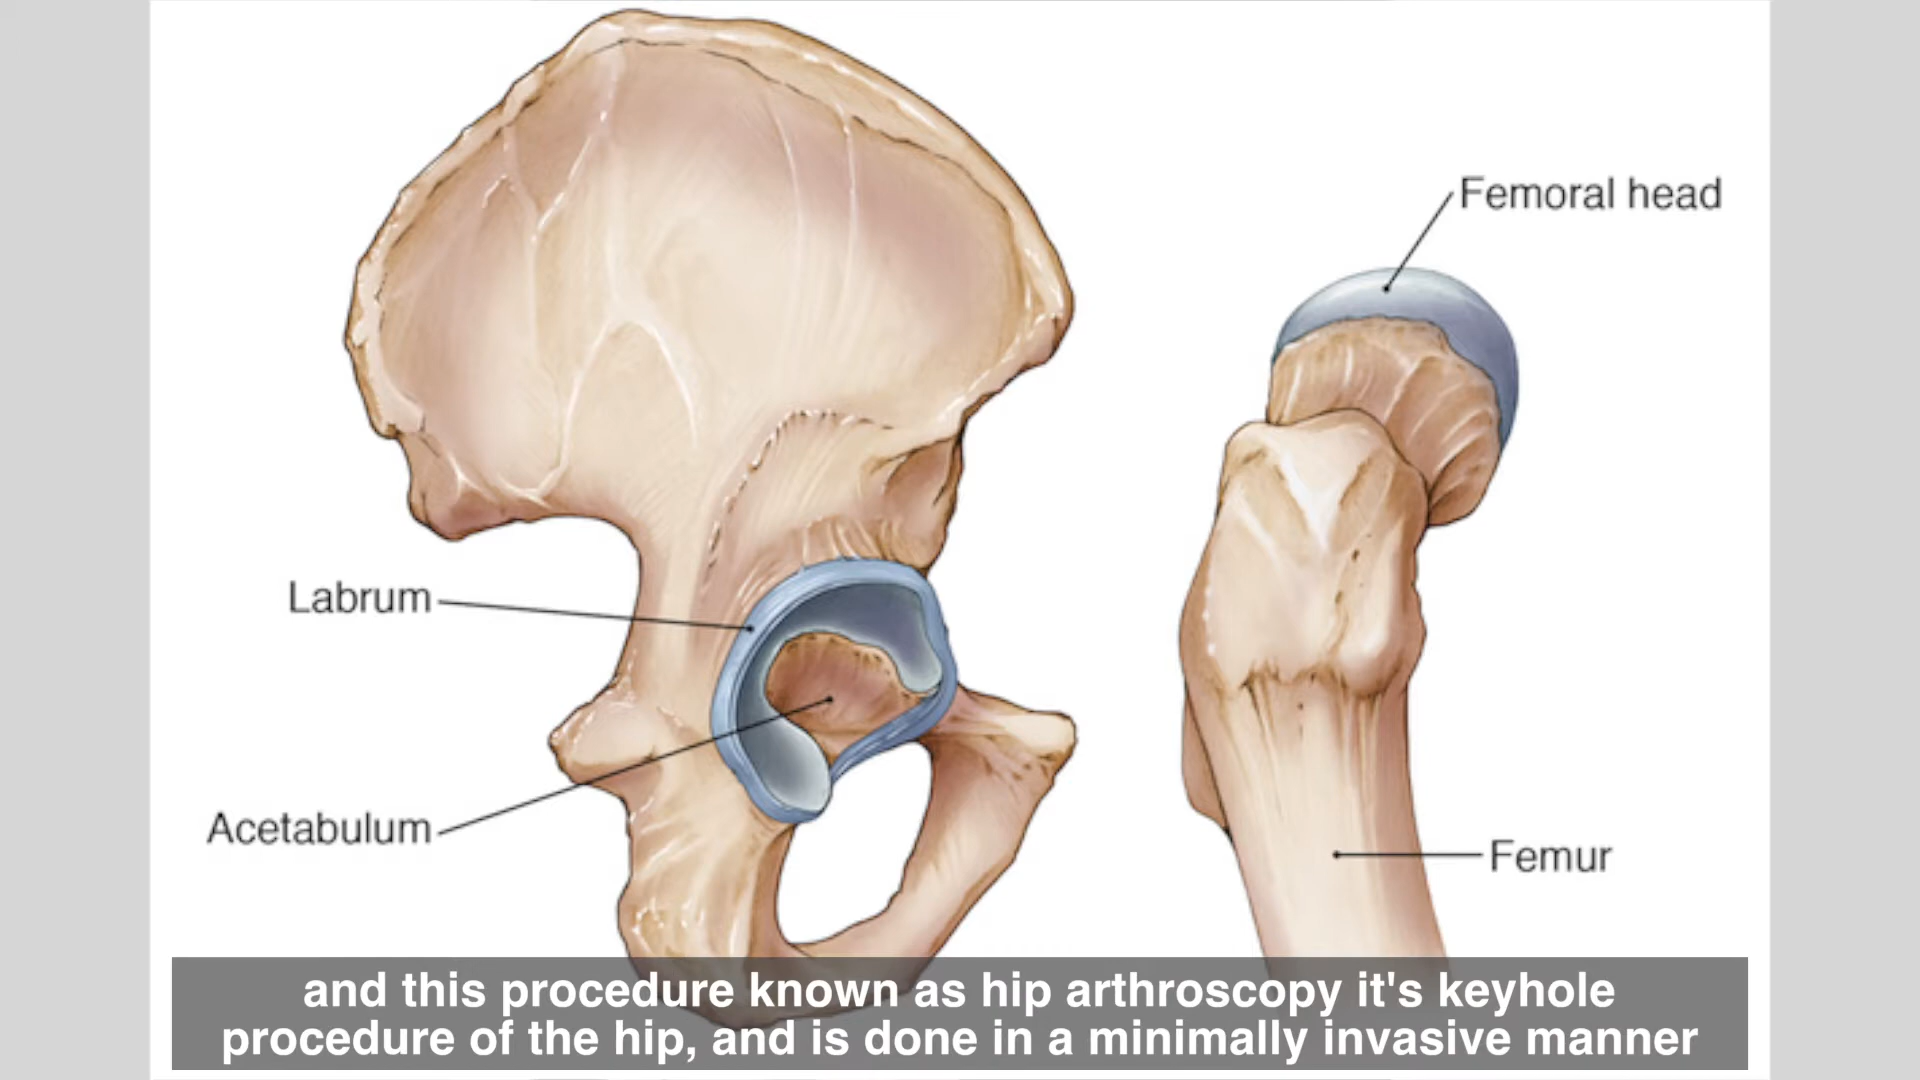 Femoral head
Labrum
Acetabulum
Femur
and this procedure known as hip arthroscopy it's keyhole
procedure of the hip, and is done in a minimally invasive manner